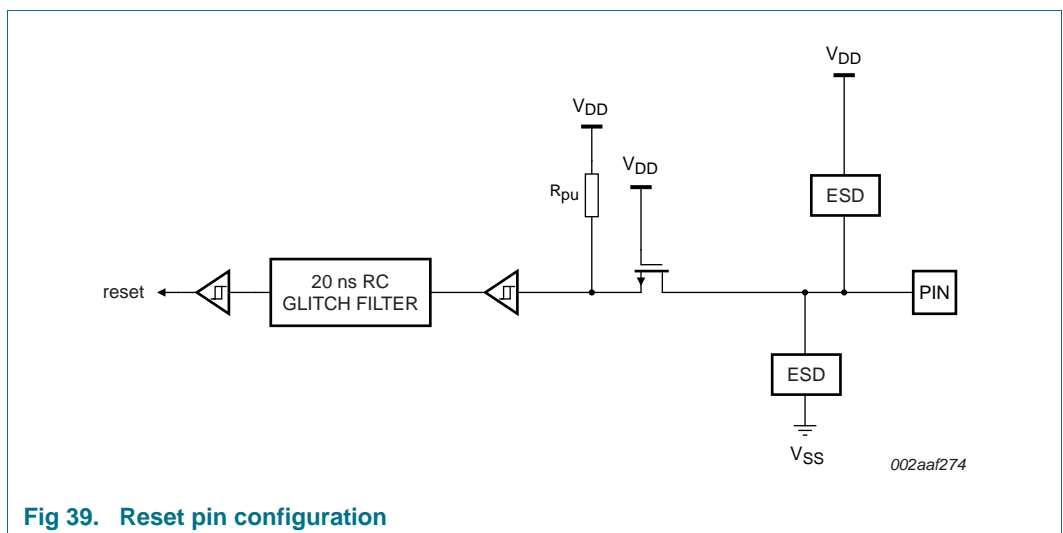 VDD
VDD
VDD
Rpu
ESD
reset
20 ns RC
GLITCH FILTER
PIN
ESD
VSS
002aaf274
Fig 39. Reset pin configuration